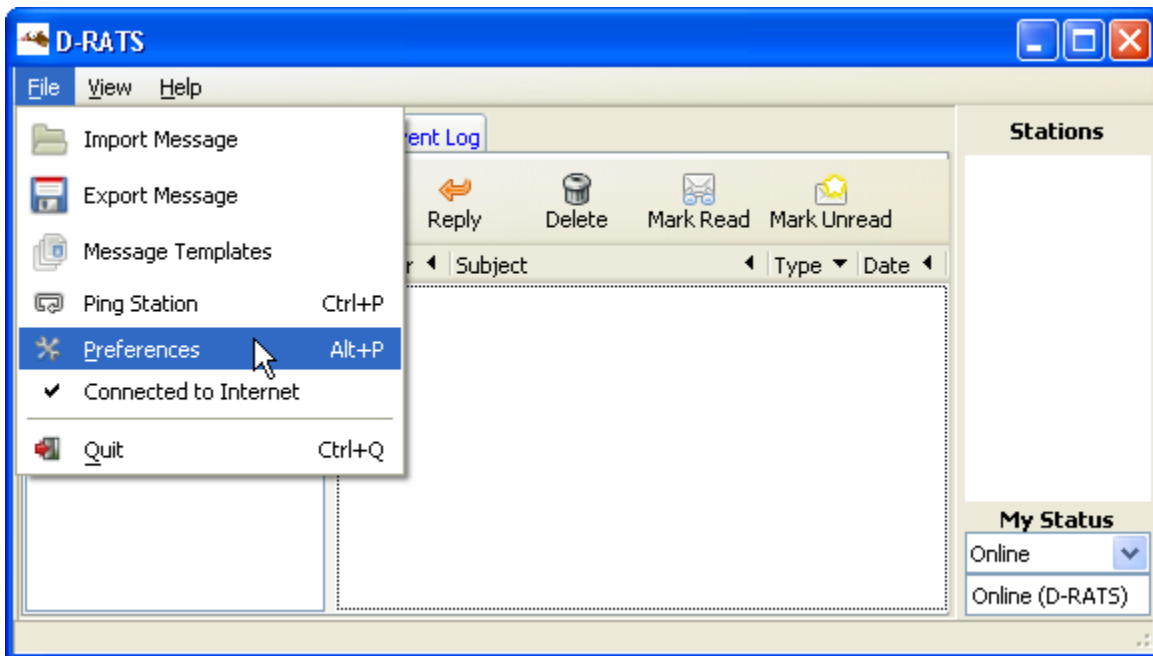 D-RATS
File View Help
Import Message
Export Message
Message Templates
Ping Station Ctrl+P
Preferences Alt+P
Connected to Internet
Quit Ctrl+Q
Log
Reply Delete Mark Read Mark Unread
Subject Type Date
Stations
My Status
Online
Online (D-RATS)